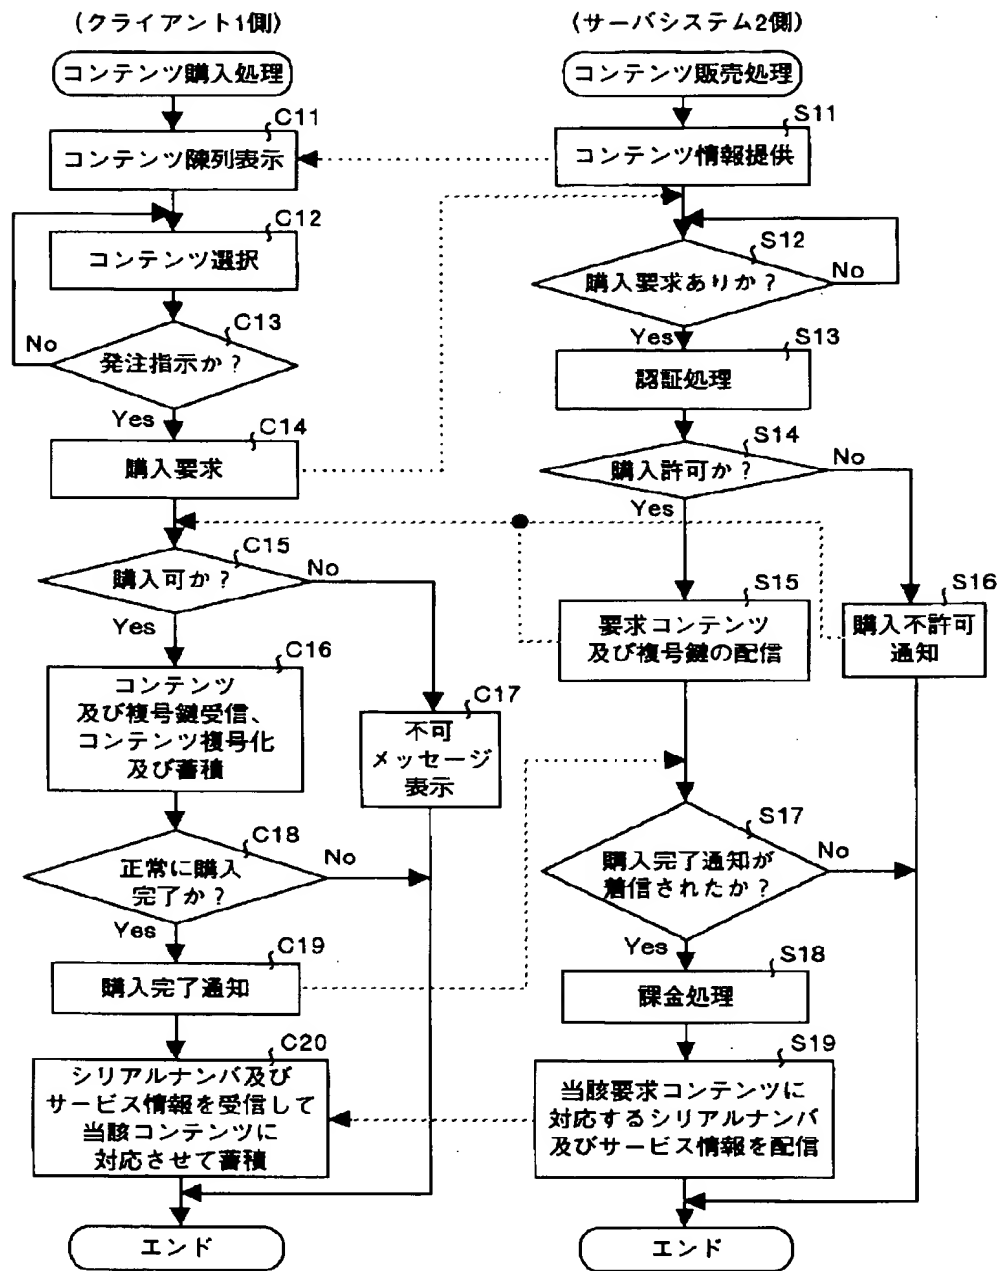 (クライアント1側)
コンテンツ購入処理
C11
コンテンツ陳列表示
C12
コンテンツ選択
C13
発注指示か?
No
Yes
C14
購入要求
C15
購入可か?
No
Yes
C16
コンテンツ
及び複号鍵受信、
コンテンツ複号化
及び蓄積
C17
不可
メッセージ
表示
C18
正常に購入
完了か?
No
Yes
C19
購入完了通知
C20
シリアルナンバ及び
サービス情報を受信して
当該コンテンツに
対応させて蓄積
エンド
(サーバシステム2側)
コンテンツ販売処理
S11
コンテンツ情報提供
S12
購入要求ありか?
No
Yes
S13
認証処理
S14
購入許可か?
No
Yes
S15
要求コンテンツ
及び複号鍵の配信
S16
購入不許可
通知
S17
購入完了通知が
着信されたか?
No
Yes
S18
課金処理
S19
当該要求コンテンツに
対応するシリアルナンバ
及びサービス情報を配信
エンド